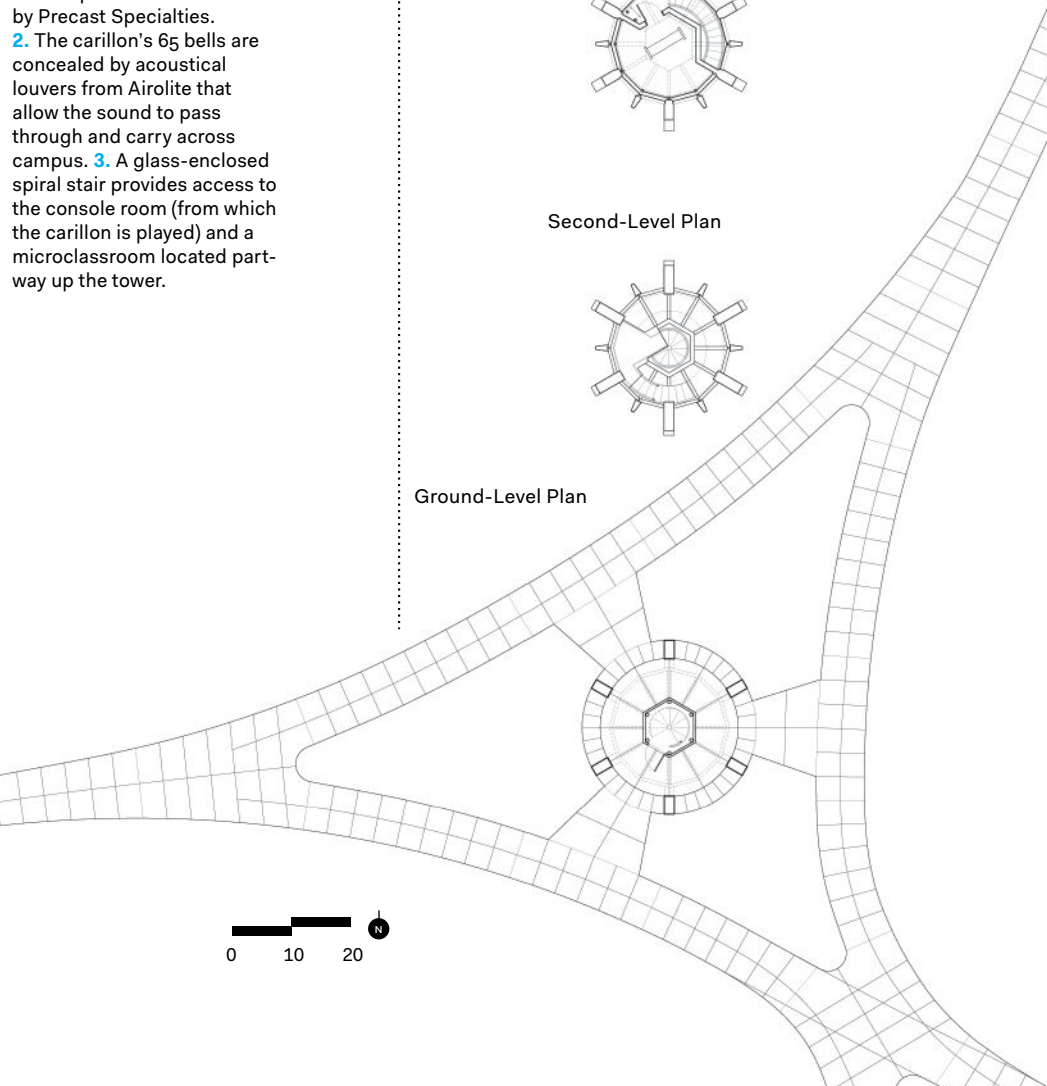 by Precast Specialties.
2. The carillon's 65 bells are
concealed by acoustical
louvers from Airolite that
allow the sound to pass
through and carry across
campus. 3. A glass-enclosed
spiral stair provides access to
the console room (from which
the carillon is played) and a
microclassroom located part-
way up the tower.
Second-Level Plan
Ground-Level Plan
N
0 10 20